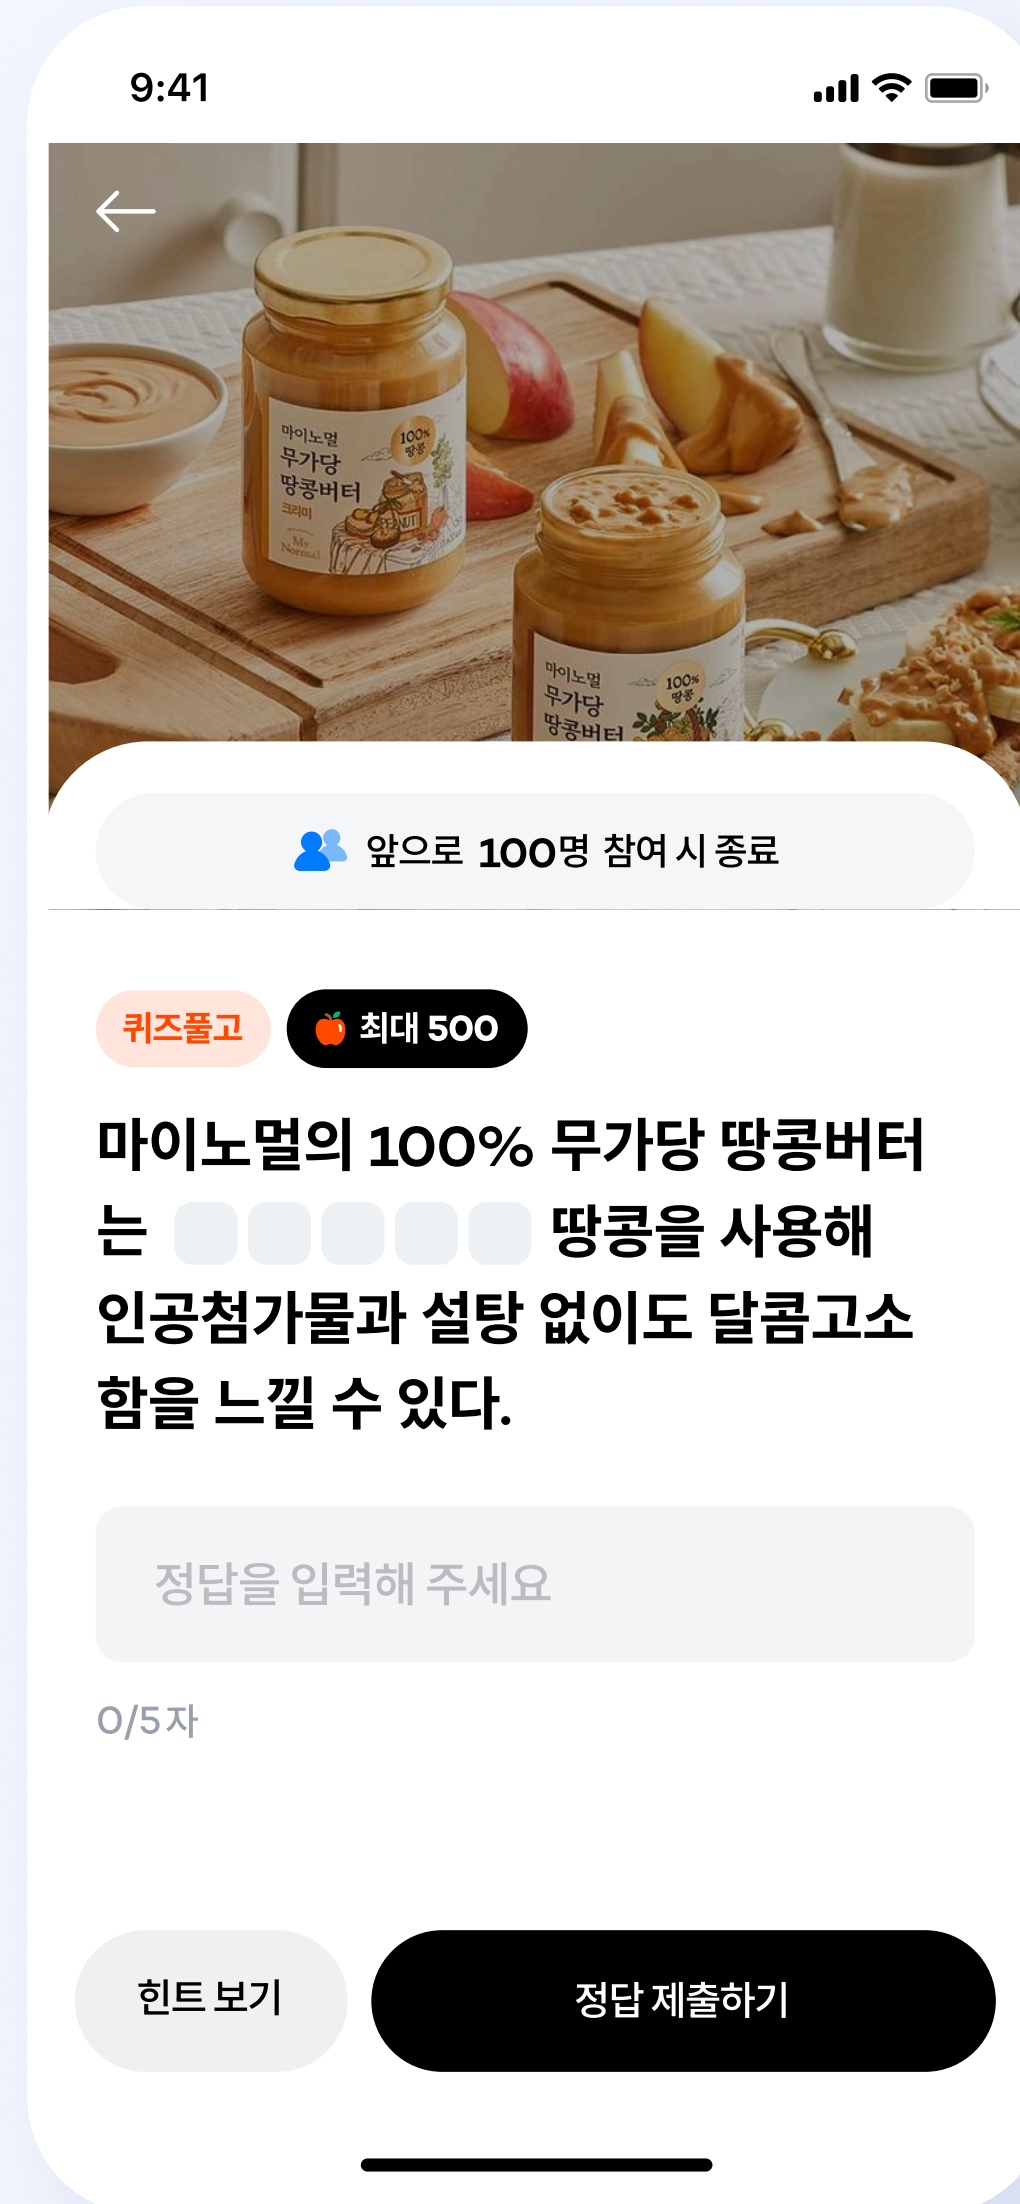 9:41
마이노멀
무가당
땅콩버터
크리미
100%
땅콩
PEANUT
My
Normal
마이노멀
무가당
땅콩버터
100%
땅콩
앞으로 100명 참여 시 종료
퀴즈풀고
최대 500
마이노멀의 100% 무가당 땅콩버터
는 땅콩을 사용해
인공첨가물과 설탕 없이도 달콤고소
함을 느낄 수 있다.
정답을 입력해 주세요
0/5자
힌트 보기
정답 제출하기